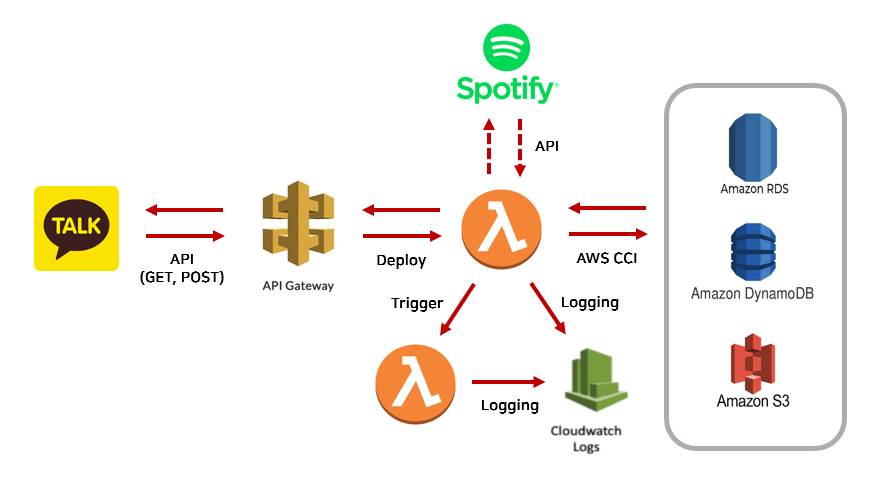 Spotify®
API
Amazon RDS
TALK
API
(GET, POST)
API Gateway
Deploy
AWS CCI
Amazon DynamoDB
Trigger
Logging
Logging
Amazon S3
Cloudwatch
Logs